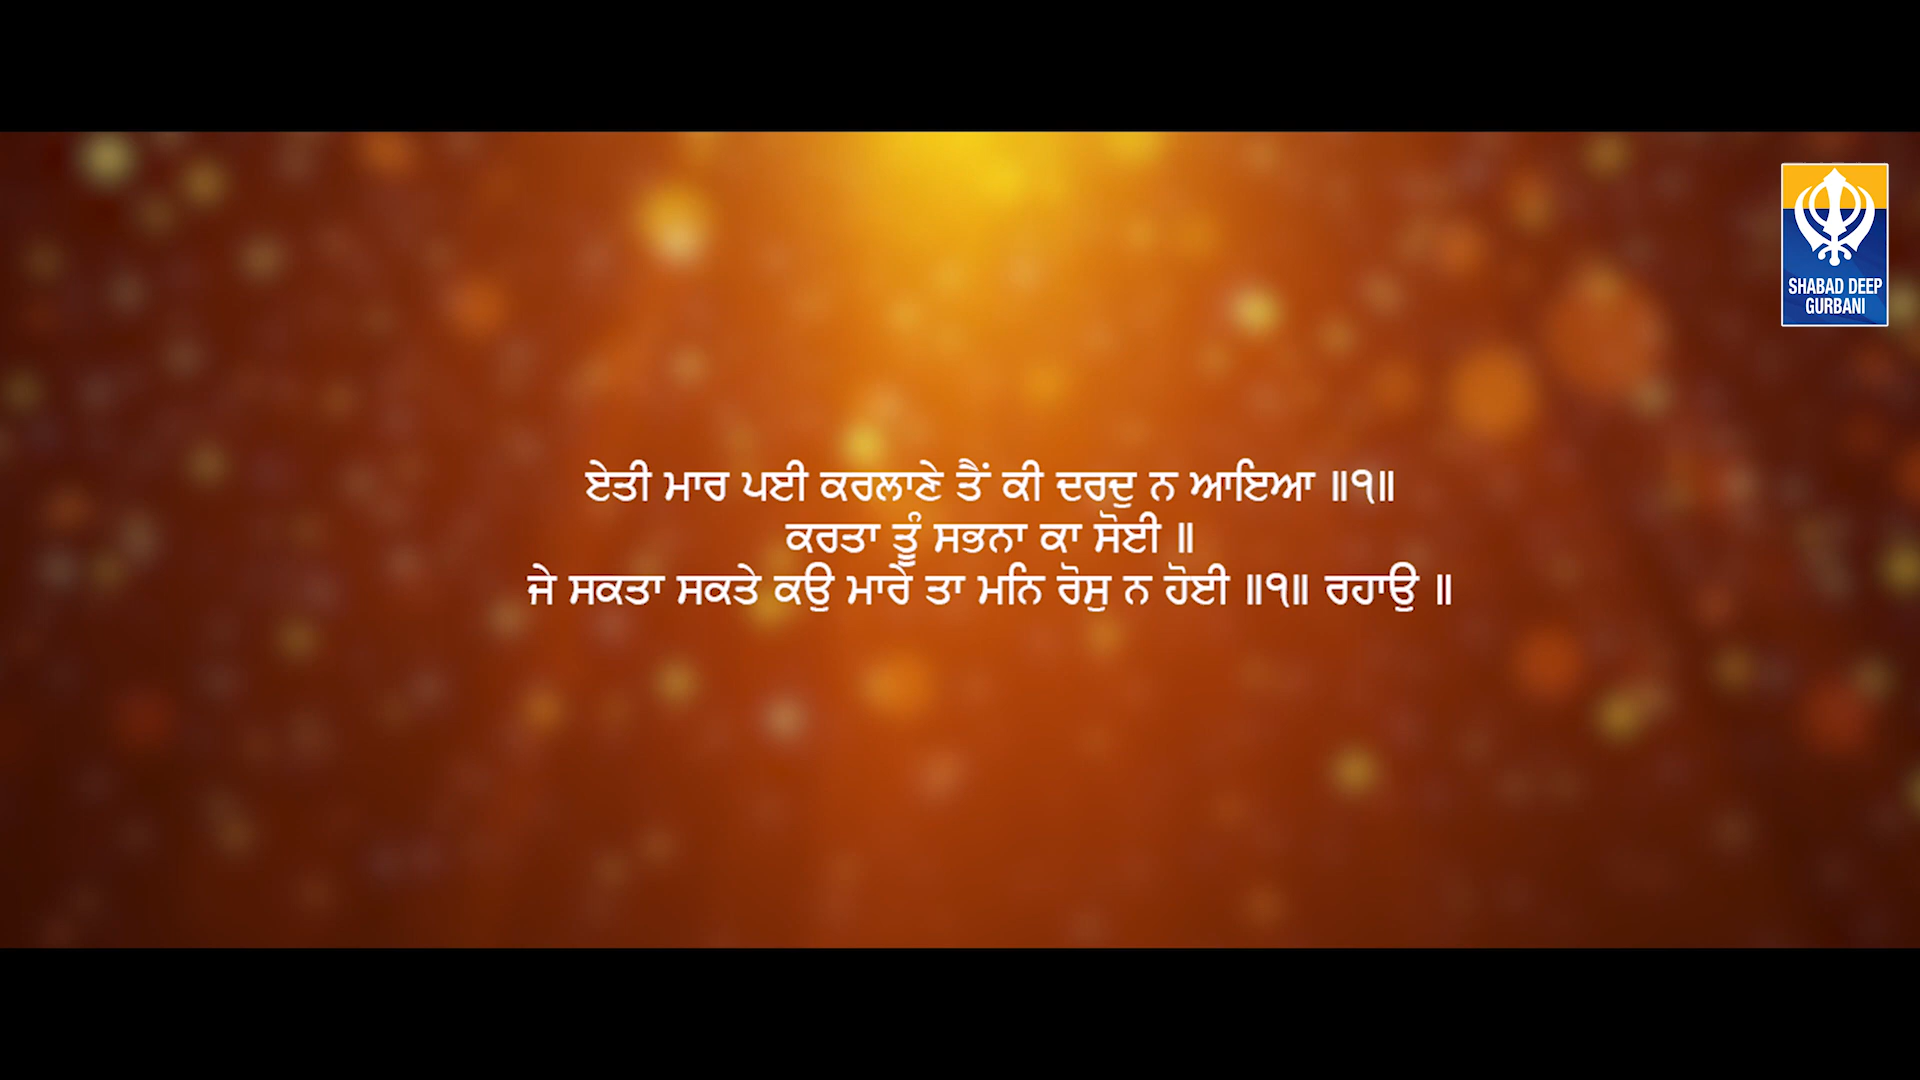 ਏਤੀ ਮਾਰ ਪਈ ਕਰਲਾਣੇ ਤੈਂ ਕੀ ਦਰਦੁ ਨ ਆਇਆ ॥੧॥
ਕਰਤਾ ਤੂੰ ਸਭਨਾ ਕਾ ਸੋਈ ॥
ਜੇ ਸਕਤਾ ਸਕਤੇ ਕਉ ਮਾਰੇ ਤਾ ਮਨਿ ਰੋਸੁ ਨ ਹੋਈ ॥੧॥ ਰਹਾਉ ॥
SHABAD DEEP
GURBANI